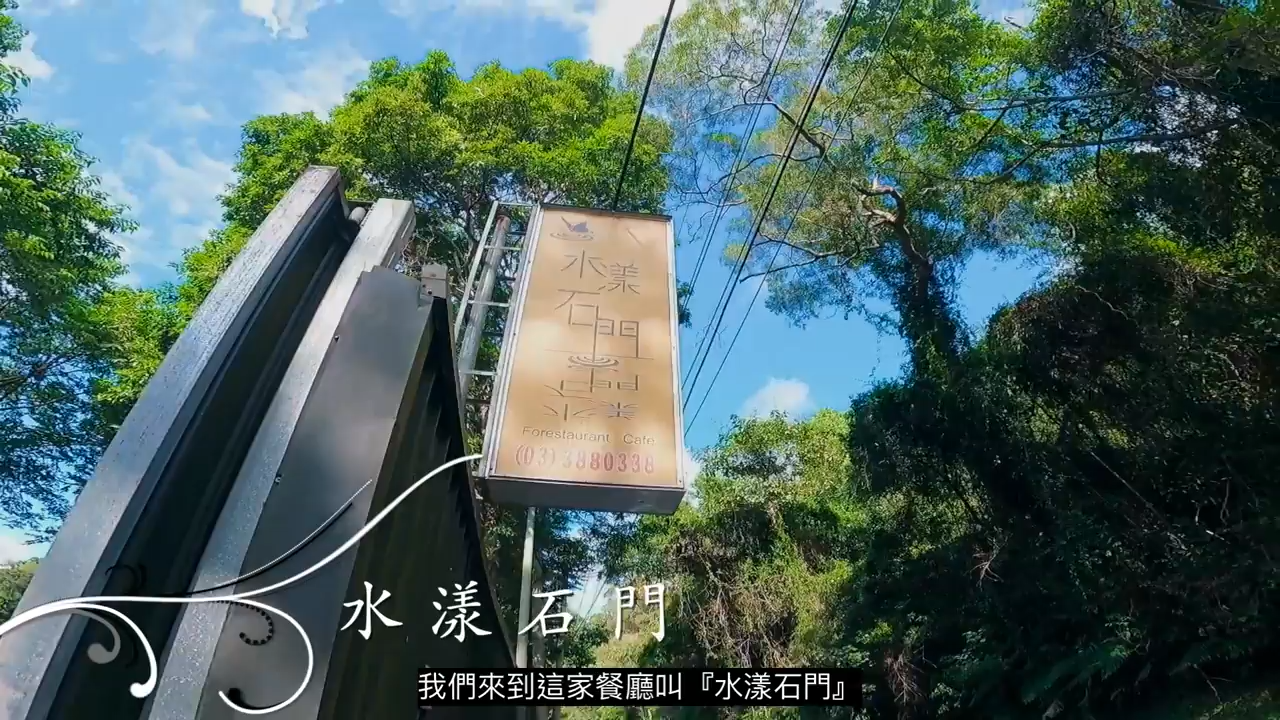 水漾
石門
Forestaurant Café
(03)3880338
水漾石門
我們來到這家餐廳叫『水漾石門』